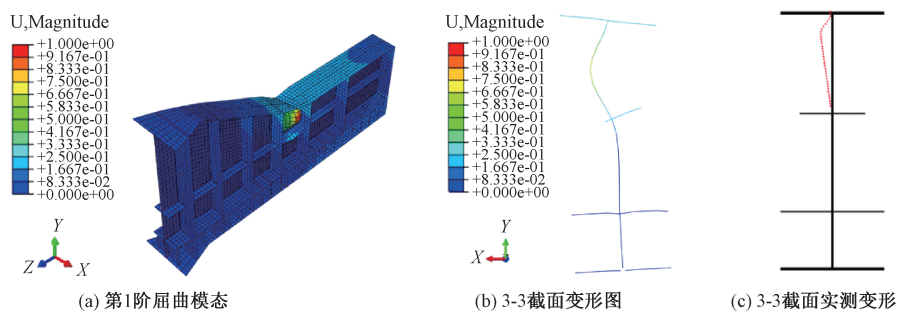 U,Magnitude
+1.000e+00
+9.167e-01
+8.333e-01
+7.500e-01
+6.667e-01
+5.833e-01
+5.000e-01
+4.167e-01
+3.333e-01
+2.500e-01
+1.667e-01
+8.333e-02
+0.000e+00
Y
Z
X
(a) 第1阶屈曲模态
U,Magnitude
+1.000e+00
+9.167e-01
+8.333e-01
+7.500e-01
+6.667e-01
+5.833e-01
+5.000e-01
+4.167e-01
+3.333e-01
+2.500e-01
+1.667e-01
+8.333e-02
+0.000e+00
Y
X
(b) 3-3截面变形图
(c) 3-3截面实测变形